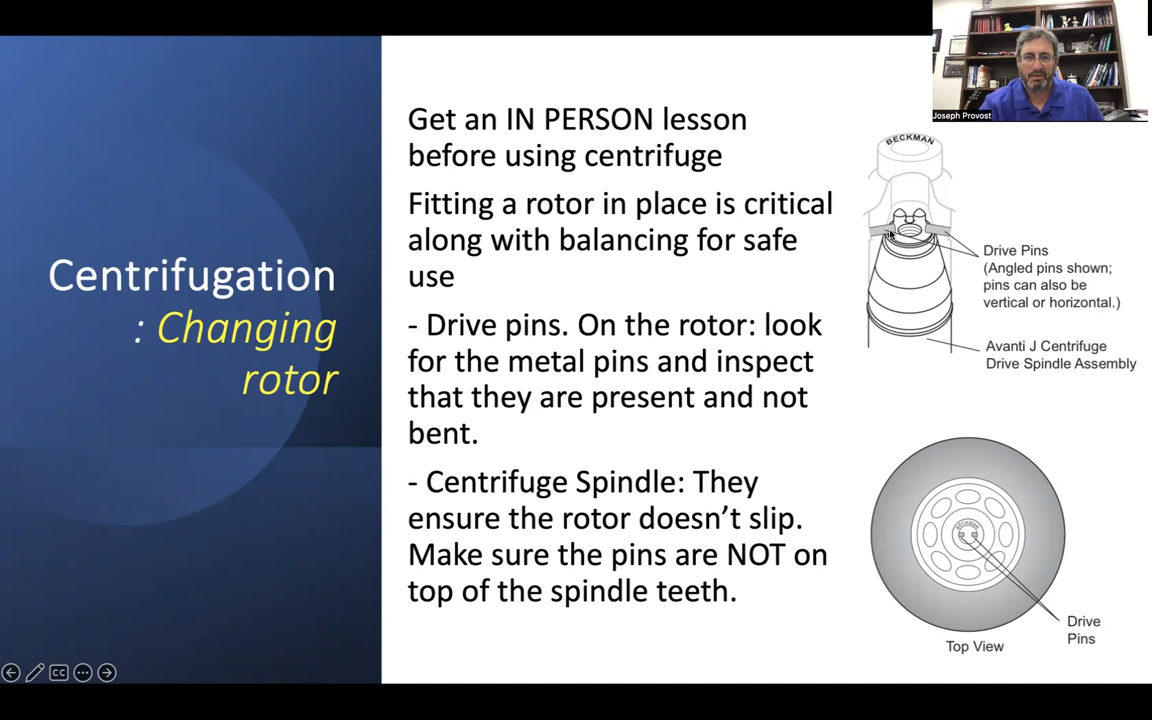 Centrifugation
: Changing
rotor
Get an IN PERSON lesson
before using centrifuge
Fitting a rotor in place is critical
along with balancing for safe
use
- Drive pins. On the rotor: look
for the metal pins and inspect
that they are present and not
bent.
- Centrifuge Spindle: They
ensure the rotor doesn’t slip.
Make sure the pins are NOT on
top of the spindle teeth.
Joseph Provost
BECKMAN
Drive Pins
(Angled pins shown;
pins can also be
vertical or horizontal.)
Avanti J Centrifuge
Drive Spindle Assembly
BECKMAN
Drive
Pins
Top View
CC